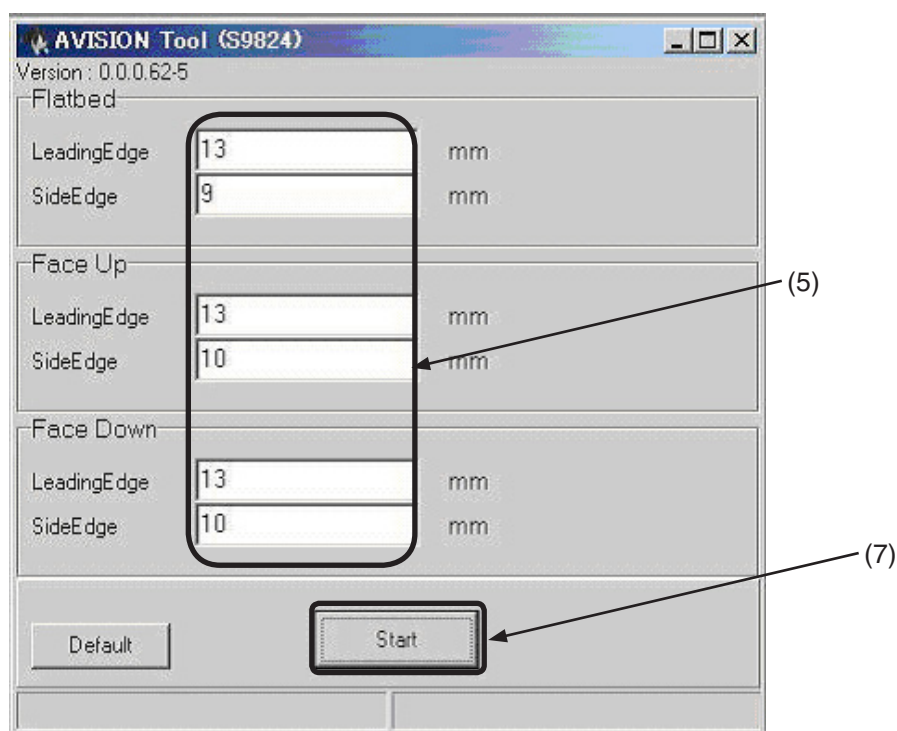 AVISION Tool (S9824)
Version : 0.0.0.62-5
Flatbed
LeadingEdge 13 mm
SideEdge 9 mm
Face Up
(5)
LeadingEdge 13 mm
SideEdge 10 mm
Face Down
LeadingEdge 13 mm
SideEdge 10 mm
(7)
Default Start